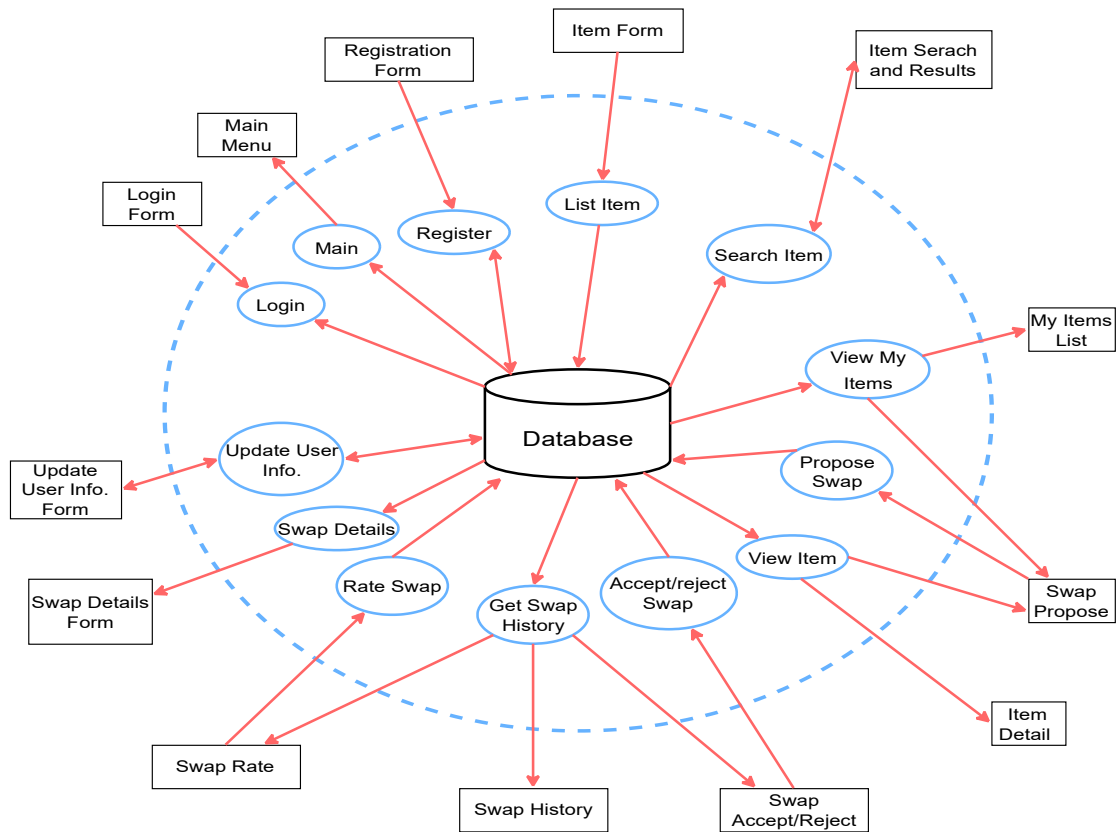 Item Form
Registration
Form
Item Serach
and Results
Main
Menu
Login
Form
List Item
Register
Main
Search Item
Login
My Items
List
View My
Items
Database
Update User
Info.
Propose
Swap
Update
User Info.
Form
Swap Details
View Item
Rate Swap
Accept/reject
Swap
Swap Details
Form
Get Swap
History
Swap
Propose
Item
Detail
Swap Rate
Swap History
Swap
Accept/Reject